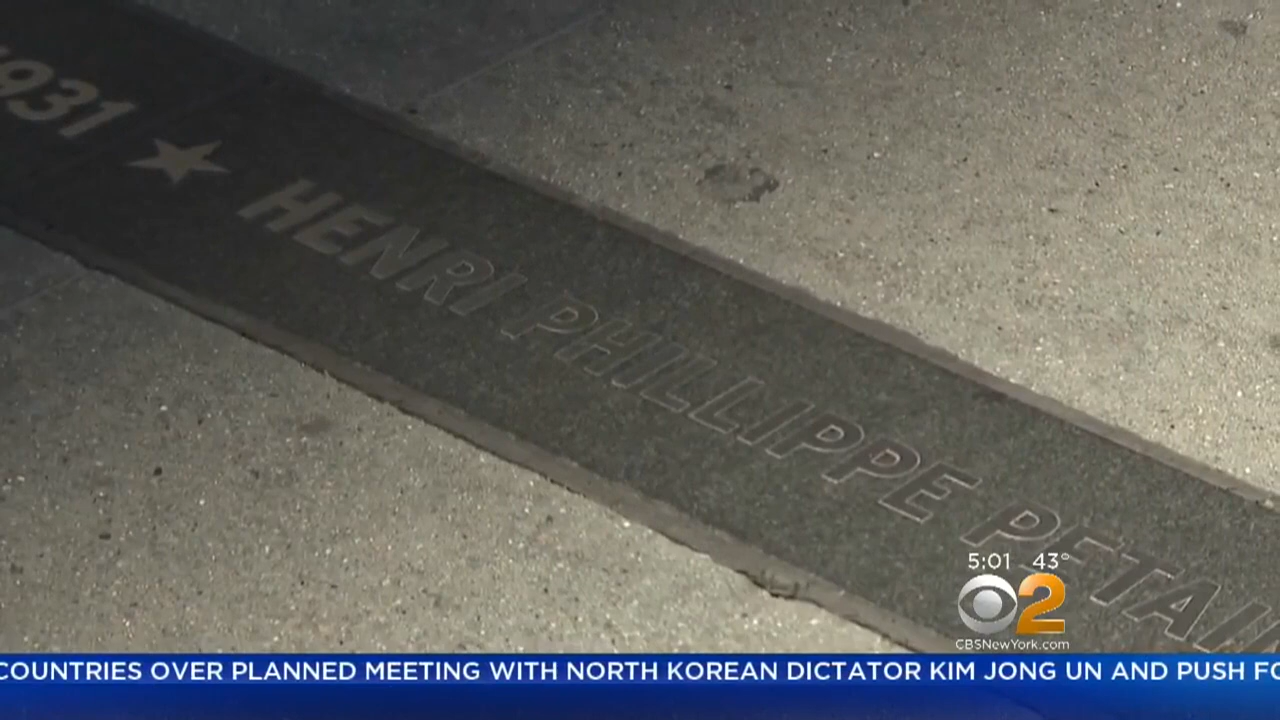 1931 ★ HENRI PHILLIPPE PETAIN
5:01 43°
2
CBSNewYork.com
COUNTRIES OVER PLANNED MEETING WITH NORTH KOREAN DICTATOR KIM JONG UN AND PUSH FO